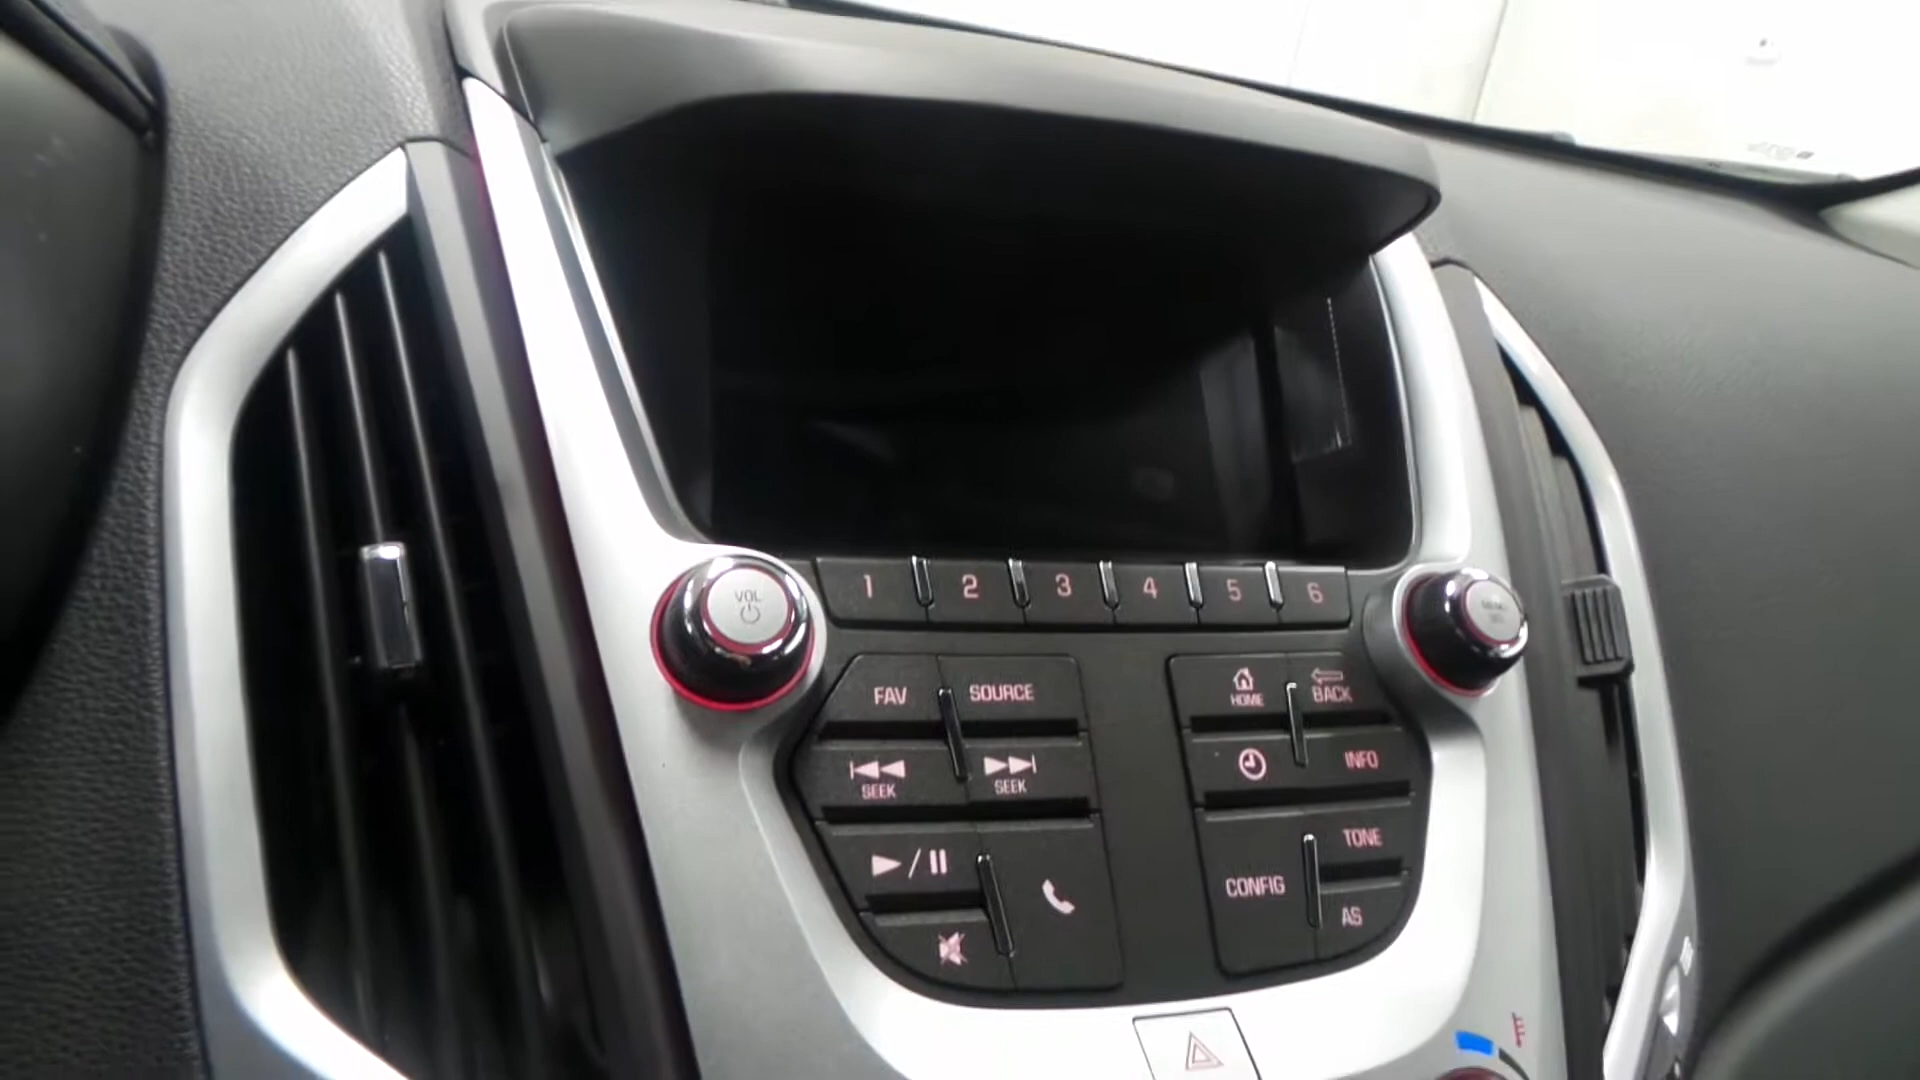 VOL
1 2 3 4 5 6
FAV SOURCE
HOME BACK
SEEK SEEK
INFO
TONE
CONFIG
AS